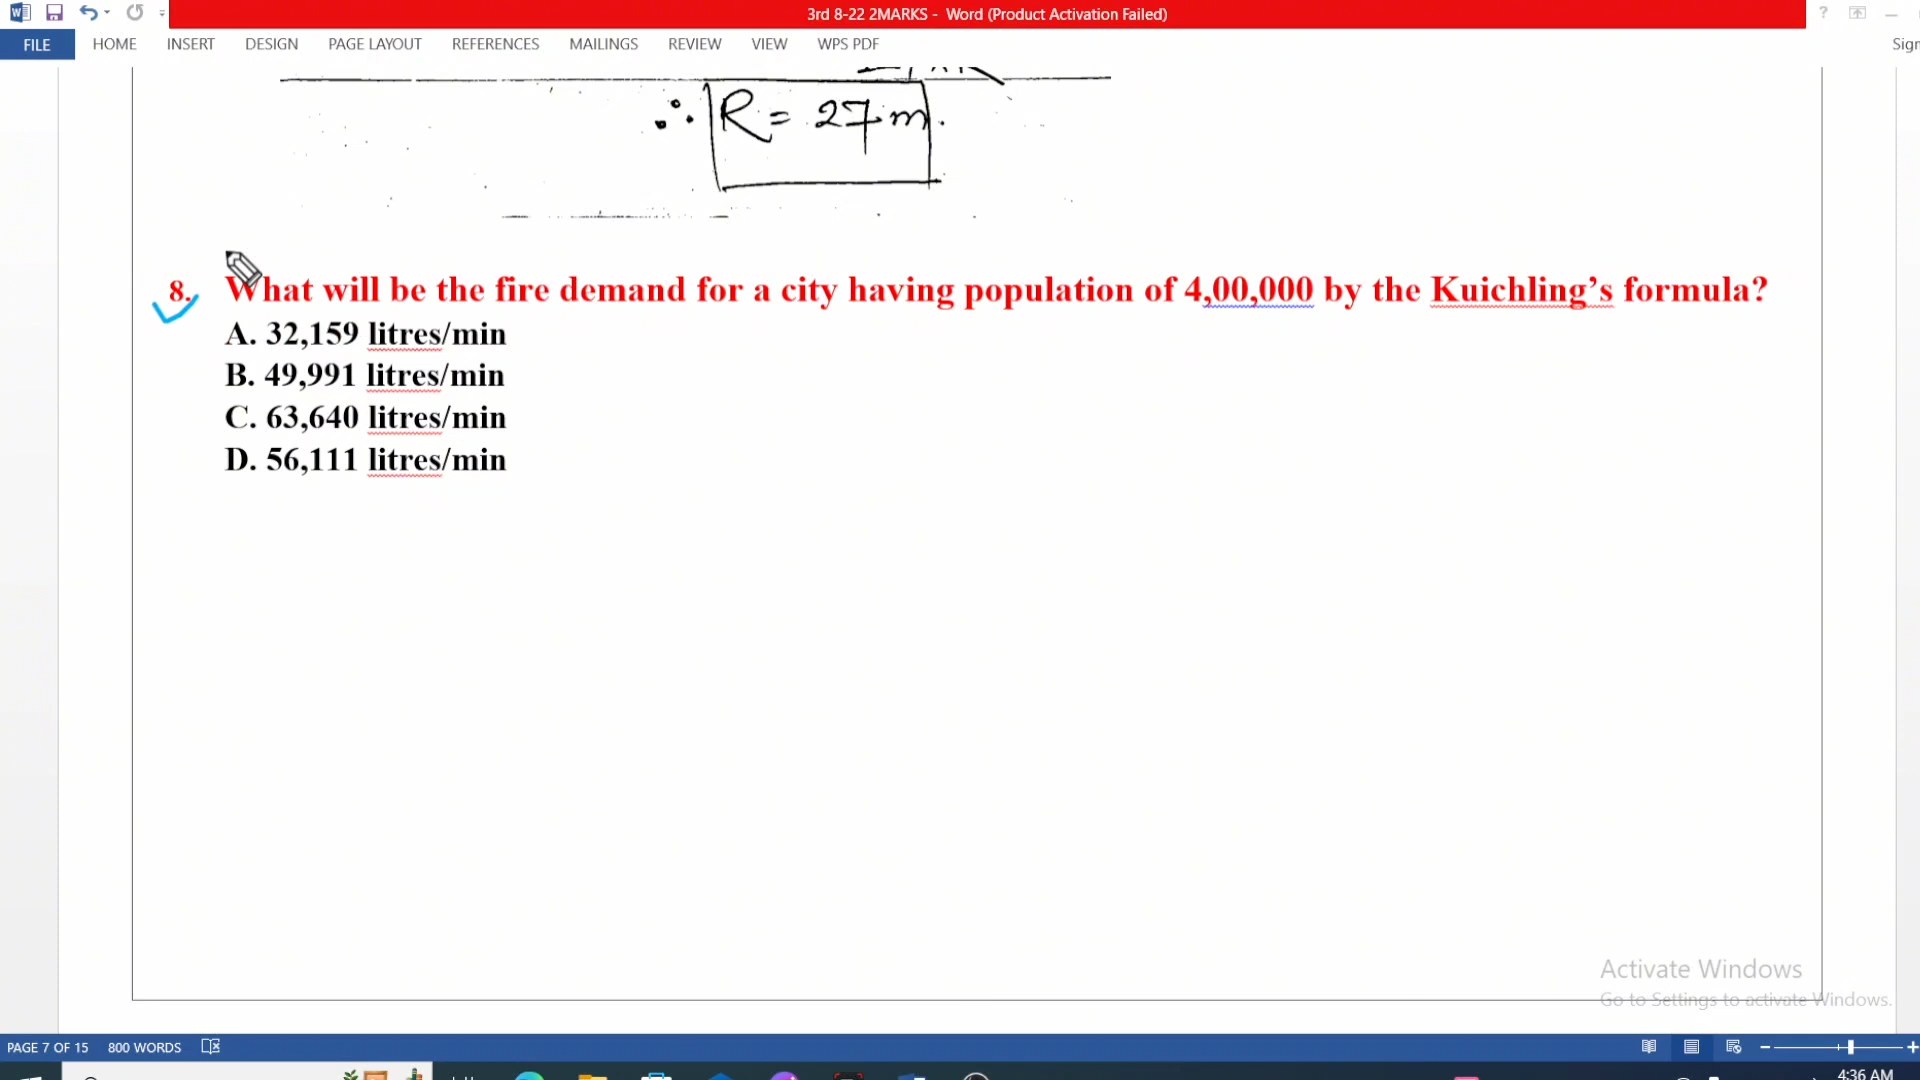 3rd 8-22 2MARKS - Word (Product Activation Failed)
?
FILE HOME INSERT DESIGN PAGE LAYOUT REFERENCES MAILINGS REVIEW VIEW WPS PDF
∴ R = 27 m.
8. What will be the fire demand for a city having population of 4,00,000 by the Kuichling’s formula?
A. 32,159 litres/min
B. 49,991 litres/min
C. 63,640 litres/min
D. 56,111 litres/min
Activate Windows
Go to Settings to activate Windows.
PAGE 7 OF 15 800 WORDS
4:36 AM